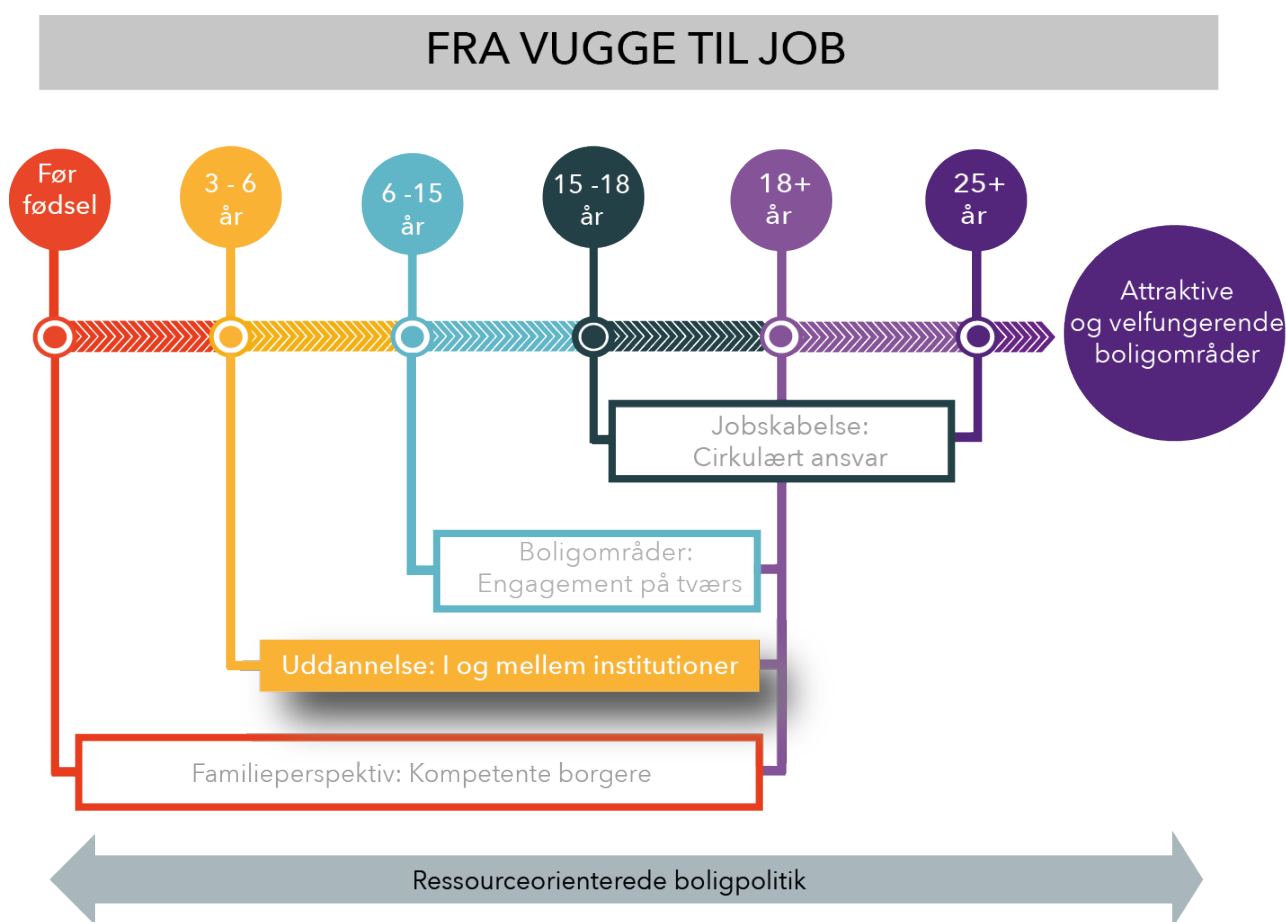 FRA VUGGE TIL JOB
Før
fødsel
3 - 6
år
6 -15
år
15 -18
år
18+
år
25+
år
Attraktive
og velfungerende
boligområder
Jobskabelse:
Cirkulært ansvar
Boligområder:
Engagement på tværs
Uddannelse: I og mellem institutioner
Familieperspektiv: Kompetente borgere
Ressourceorienterede boligpolitik